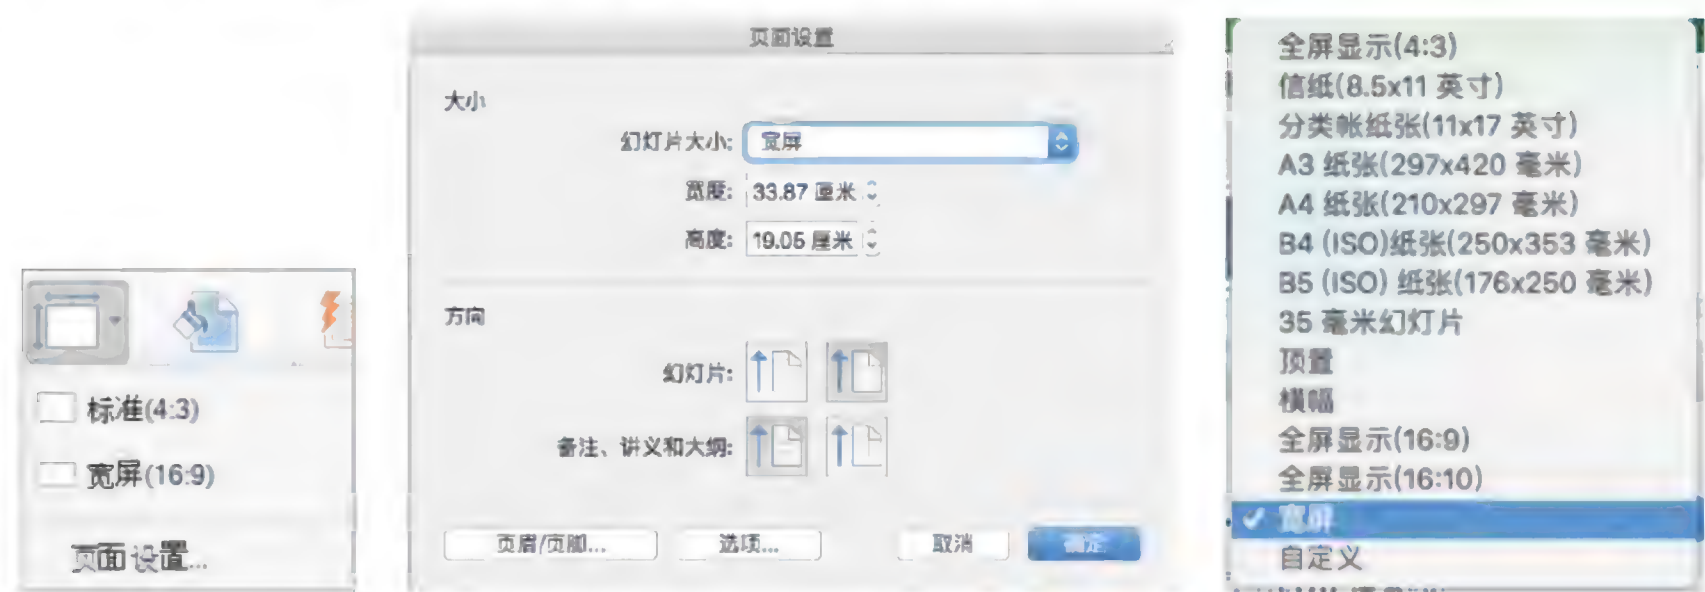 标准(4:3)
宽屏(16:9)
页面设置...
页面设置
大小
幻灯片大小: 宽屏
宽度: 33.87 厘米
高度: 19.05 厘米
方向
幻灯片:
备注、讲义和大纲:
页眉/页脚... 选项... 取消 确定
全屏显示(4:3)
信纸(8.5x11 英寸)
分类帐纸张(11x17 英寸)
A3 纸张(297x420 毫米)
A4 纸张(210x297 毫米)
B4 (ISO)纸张(250x353 毫米)
B5 (ISO) 纸张(176x250 毫米)
35 毫米幻灯片
顶置
横幅
全屏显示(16:9)
全屏显示(16:10)
宽屏
自定义